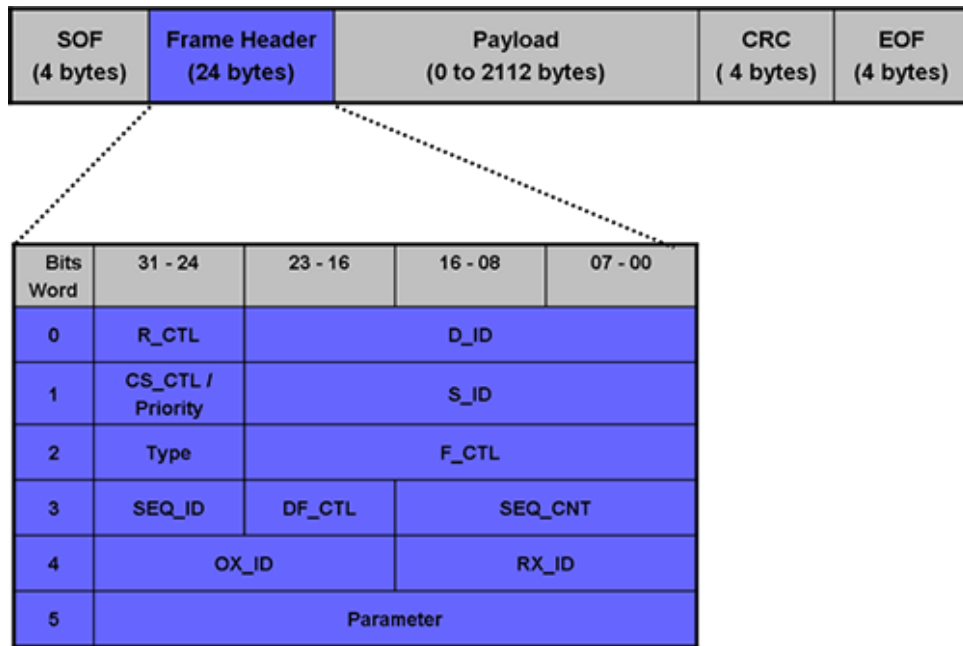 SOF Frame Header Payload CRC EOF
(4 bytes) (24 bytes) (0 to 2112 bytes) ( 4 bytes) (4 bytes)
Bits 31 - 24 23 - 16 16 - 08 07 - 00
Word
0 R_CTL D_ID
1 CS_CTL / Priority S_ID
2 Type F_CTL
3 SEQ_ID DF_CTL SEQ_CNT
4 OX_ID RX_ID
5 Parameter